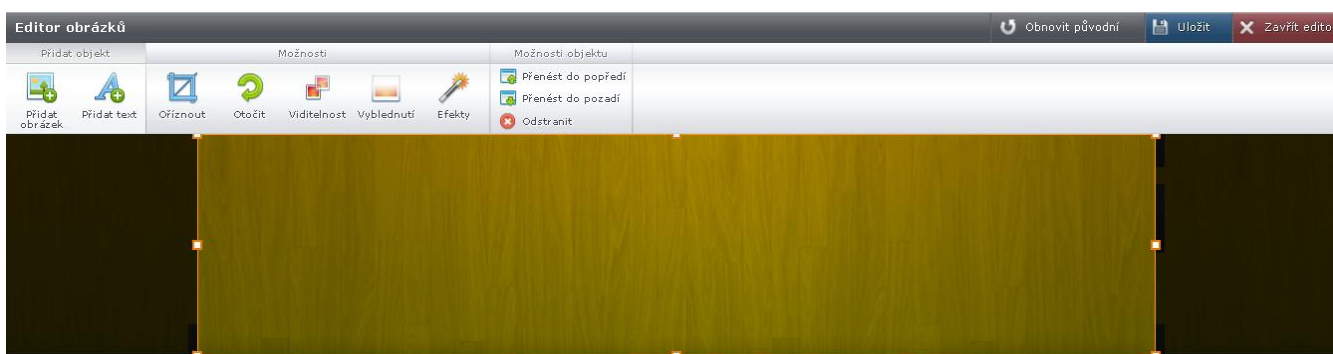 Editor obrázků
Obnovit původní
Uložit
Zavřít edito
Přidat objekt
Možnosti
Možnosti objektu
Přidat
obrázek
Přidat text
Oříznout
Otočit
Viditelnost
Vyblednutí
Efekty
Přenést do popředí
Přenést do pozadí
Odstranit